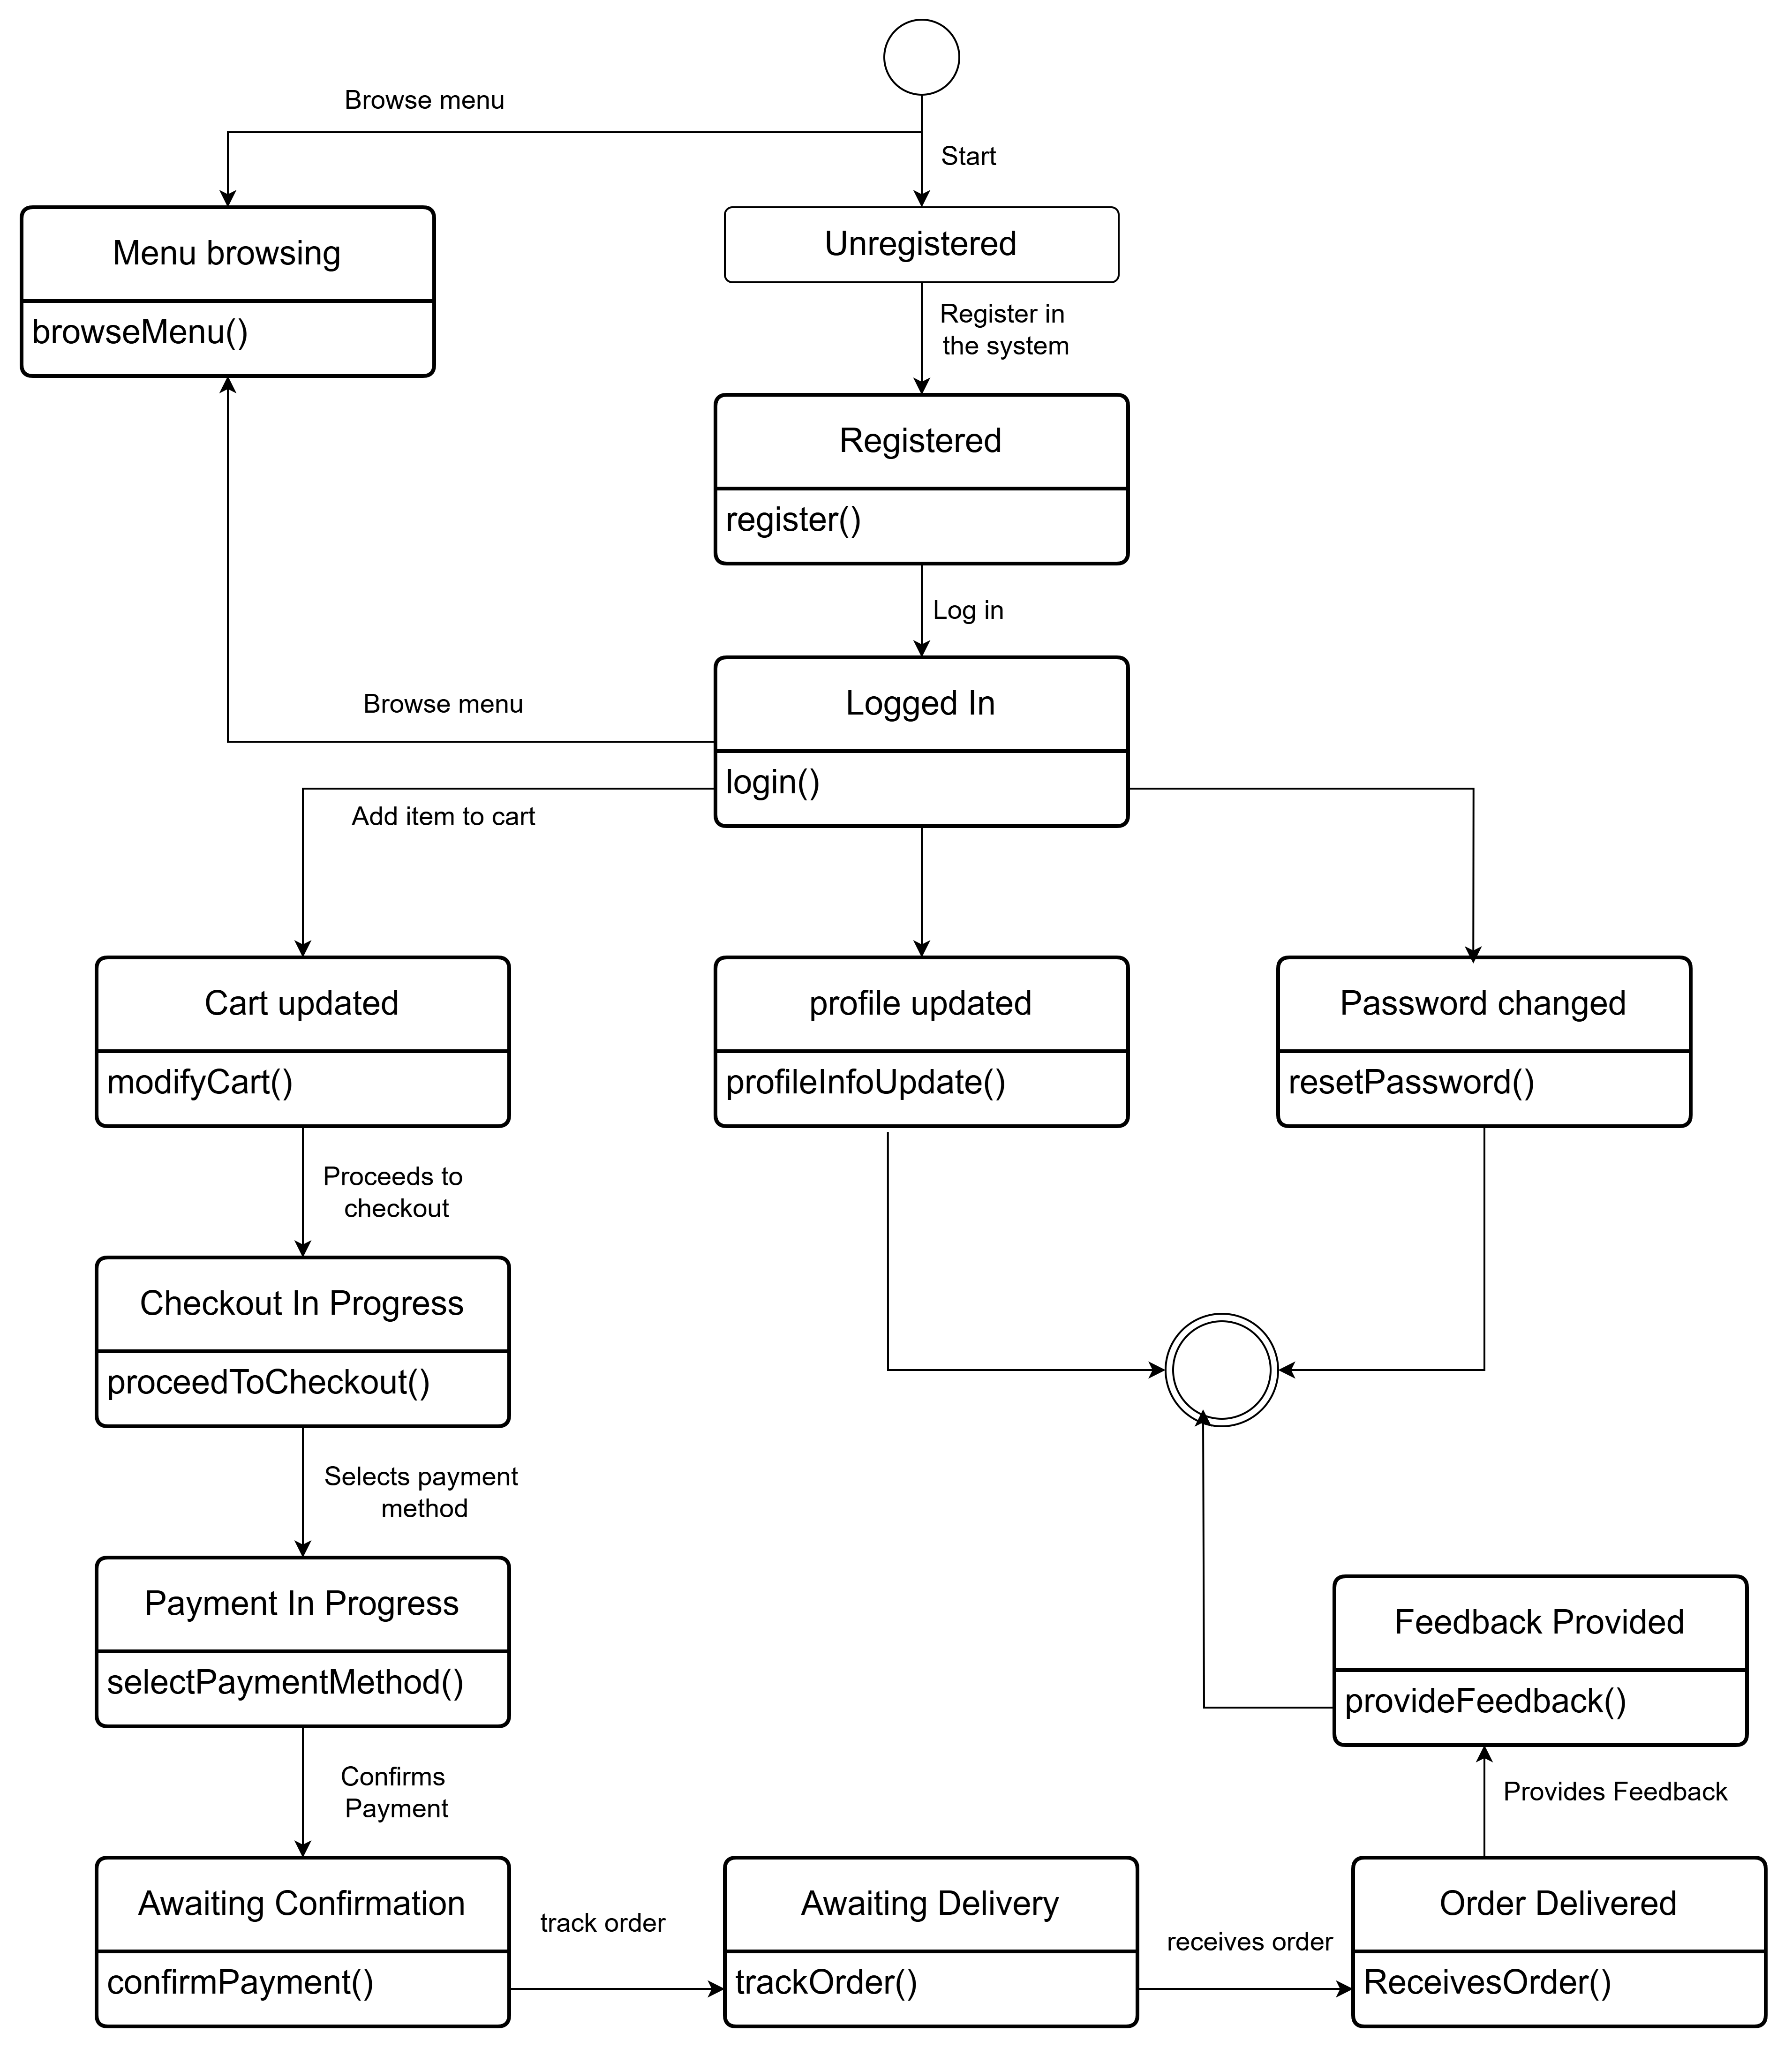 Browse menu
Start
Menu browsing
browseMenu()
Unregistered
Register in
the system
Registered
register()
Log in
Logged In
login()
Browse menu
Add item to cart
Cart updated
modifyCart()
profile updated
profileInfoUpdate()
Password changed
resetPassword()
Proceeds to
checkout
Checkout In Progress
proceedToCheckout()
Selects payment
method
Payment In Progress
selectPaymentMethod()
Feedback Provided
provideFeedback()
Confirms
Payment
Provides Feedback
Awaiting Confirmation
confirmPayment()
track order
Awaiting Delivery
trackOrder()
receives order
Order Delivered
ReceivesOrder()